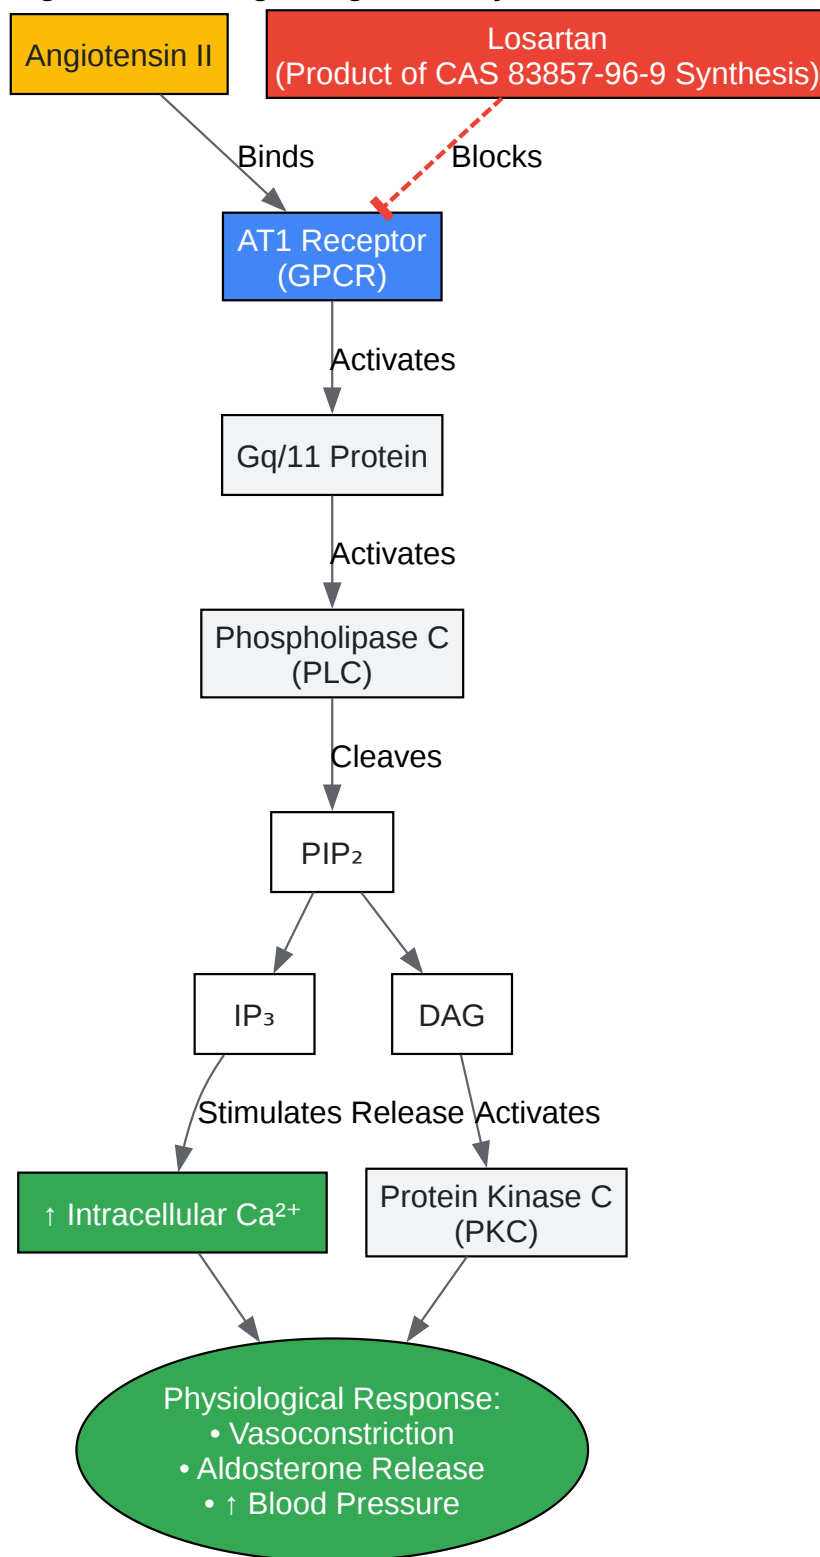 Angiotensin II
Losartan
(Product of CAS 83857-96-9 Synthesis)
Binds
Blocks
AT1 Receptor
(GPCR)
Activates
Gq/11 Protein
Activates
Phospholipase C
(PLC)
Cleaves
PIP₂
IP₃
DAG
Stimulates Release
Activates
↑ Intracellular Ca²⁺
Protein Kinase C
(PKC)
Physiological Response:
• Vasoconstriction
• Aldosterone Release
• ↑ Blood Pressure